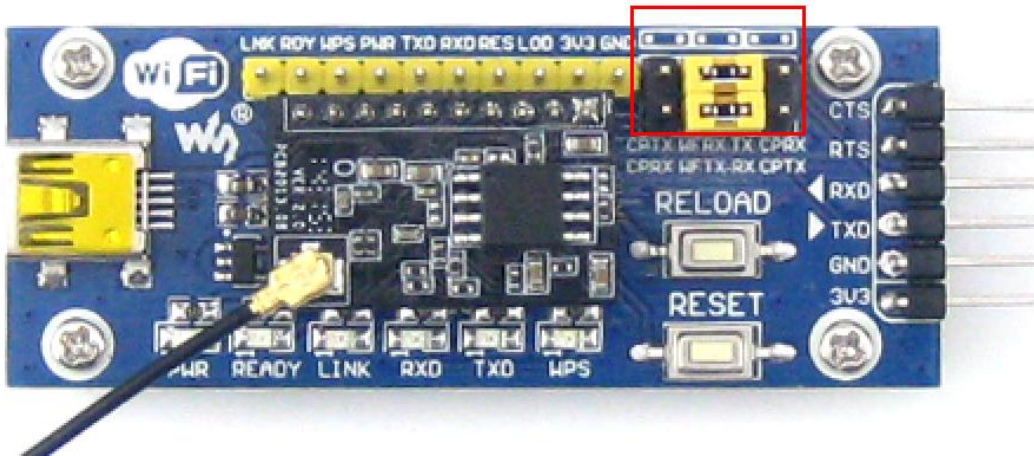 LNK RDY WPS PWR TXD RXD RES LOD 3V3 GND
WiFi
®
CPTX WFRX TX CPRX
CPRX WFTX-RX CPTX
RELOAD
RESET
CTS
RTS
RXD
TXD
GND
3V3
PWR READY LINK RXD TXD WPS